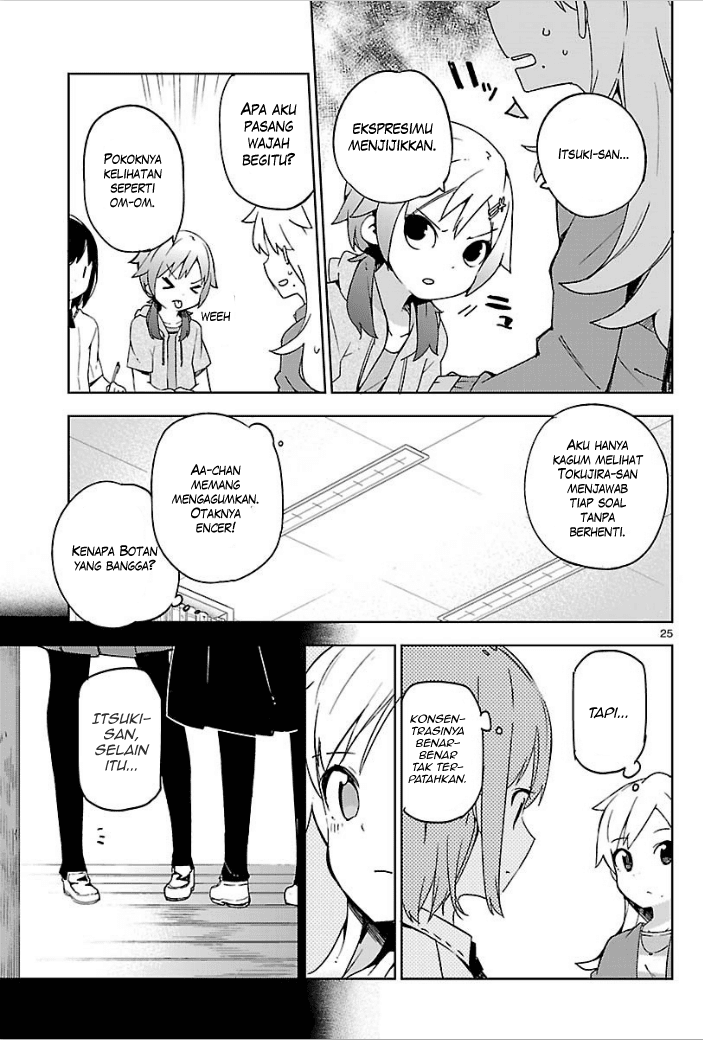 ITSUKI-SAN...
EKSPRESIMU
MENJIJIKKAN.
APA AKU
PASANG
WAJAH
BEGITU?
POKOKNYA
KELIHATAN
SEPERTI
OM-OM.
WEEH
AKU HANYA
KAGUM MELIHAT
TOKUJIRA-SAN
MENJAWAB
TIAP SOAL
TANPA
BERHENTI.
AA-CHAN
MEMANG
MENGAGUMKAN.
OTAKNYA
ENCER!
KENAPA BOTAN
YANG BANGGA?
25
TAPI...
KONSEN-
TRASINYA
BENAR-
BENAR
TAK TER-
PATAHKAN.
ITSUKI-
SAN,
SELAIN
ITU...